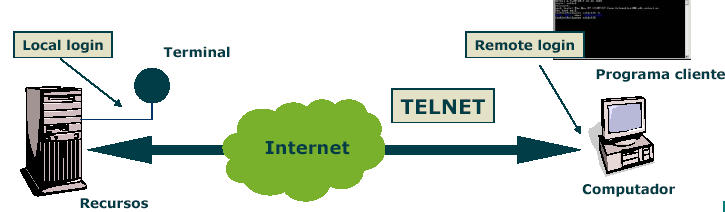 Local login
Terminal
Remote login
Programa cliente
TELNET
Internet
Recursos
Computador